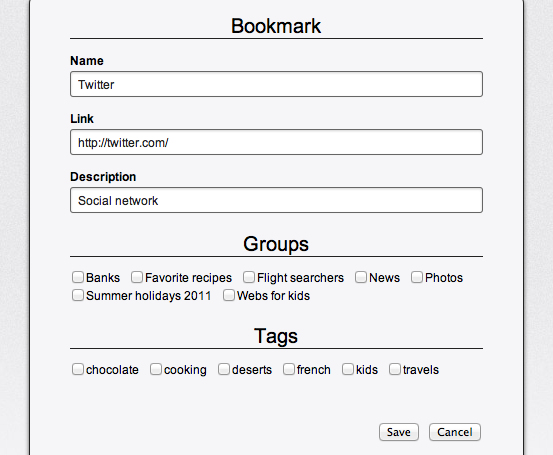 Bookmark
Name
Twitter
Link
http://twitter.com/
Description
Social network
Groups
Banks Favorite recipes Flight searchers News Photos
Summer holidays 2011 Webs for kids
Tags
chocolate cooking deserts french kids travels
Save Cancel